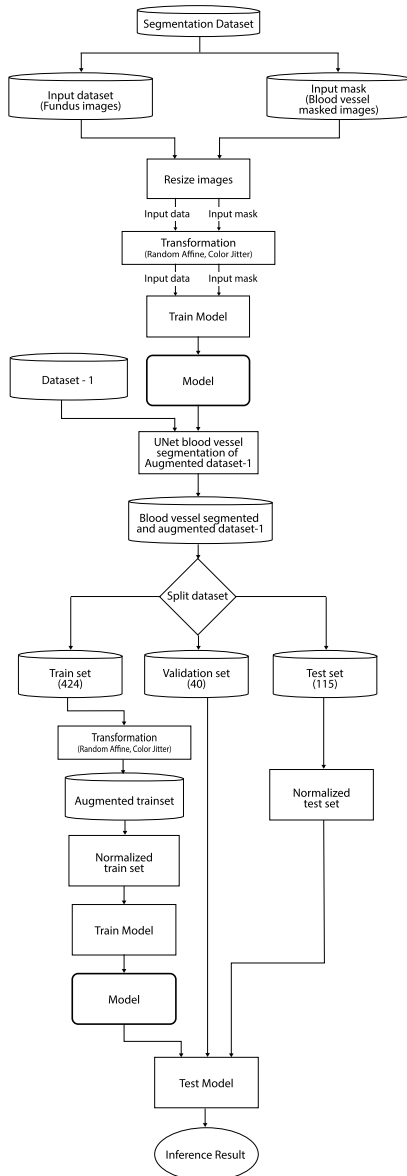 Segmentation Dataset
Input dataset
(Fundus images)
Input mask
(Blood vessel
masked images)
Resize images
Input data
Input mask
Transformation
(Random Affine, Color Jitter)
Input data
Input mask
Train Model
Dataset - 1
Model
UNet blood vessel
segmentation of
Augmented dataset-1
Blood vessel segmented
and augmented dataset-1
Split dataset
Train set
(424)
Validation set
(40)
Test set
(115)
Transformation
(Random Affine, Color Jitter)
Augmented trainset
Normalized
test set
Normalized
train set
Train Model
Model
Test Model
Inference Result